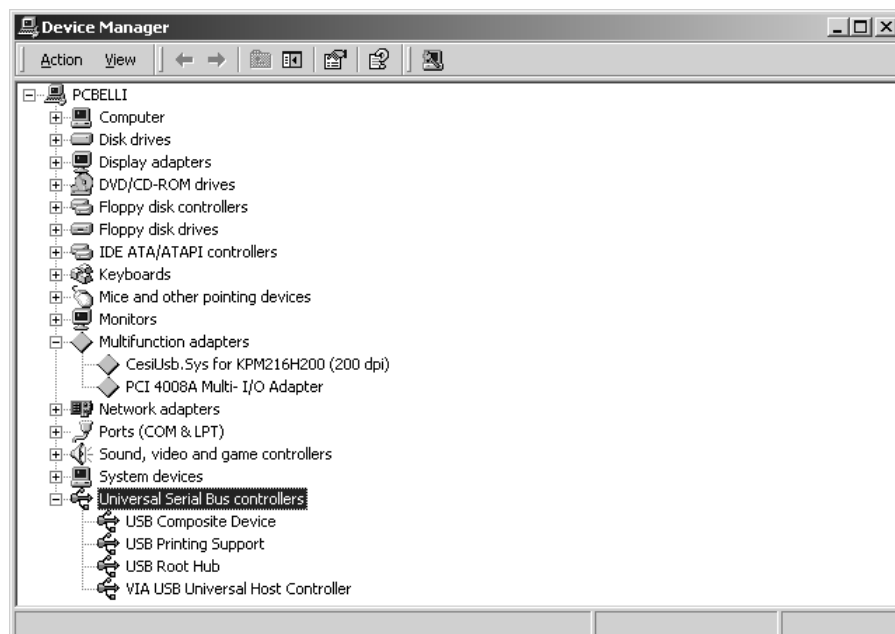 Device Manager
Action View
PCBELLI
Computer
Disk drives
Display adapters
DVD/CD-ROM drives
Floppy disk controllers
Floppy disk drives
IDE ATA/ATAPI controllers
Keyboards
Mice and other pointing devices
Monitors
Multifunction adapters
CesiUsb.Sys for KPM216H200 (200 dpi)
PCI 4008A Multi- I/O Adapter
Network adapters
Ports (COM & LPT)
Sound, video and game controllers
System devices
Universal Serial Bus controllers
USB Composite Device
USB Printing Support
USB Root Hub
VIA USB Universal Host Controller